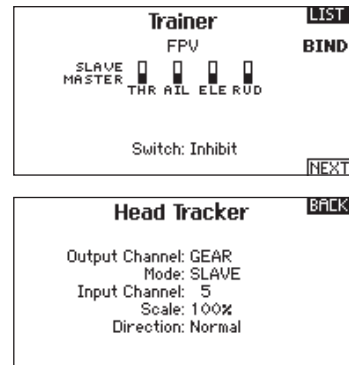 Trainer
LIST
FPV
BIND
SLAVE
MASTER
THR AIL ELE RUD
Switch: Inhibit
NEXT
Head Tracker
BACK
Output Channel: GEAR
Mode: SLAVE
Input Channel: 5
Scale: 100%
Direction: Normal